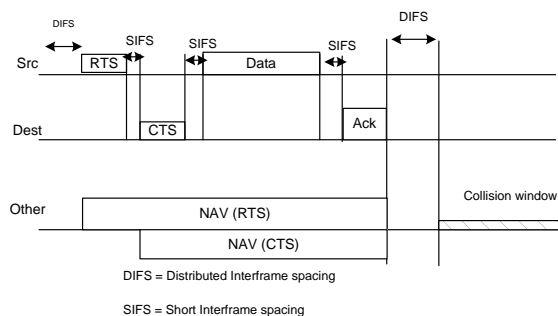 DIFS
DIFS
SIFS
SIFS
SIFS
Src
RTS
Data
Dest
CTS
Ack
Collision window
Other
NAV (RTS)
NAV (CTS)
DIFS = Distributed Interframe spacing
SIFS = Short Interframe spacing